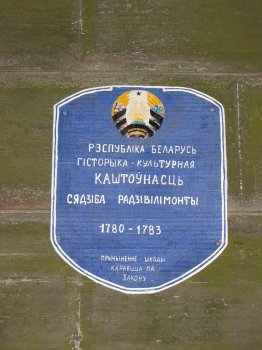 РЭСПУБЛІКА БЕЛАРУСЬ
ГІСТОРЫКА-КУЛЬТУРНАЯ
КАШТОЎНАСЦЬ
СЯДЗІБА РАДЗІВІЛІМОНТЫ
1780 - 1783
ПРЫЧЫНЕННЕ ШКОДЫ
КАРАЕЦЦА ПА
ЗАКОНУ